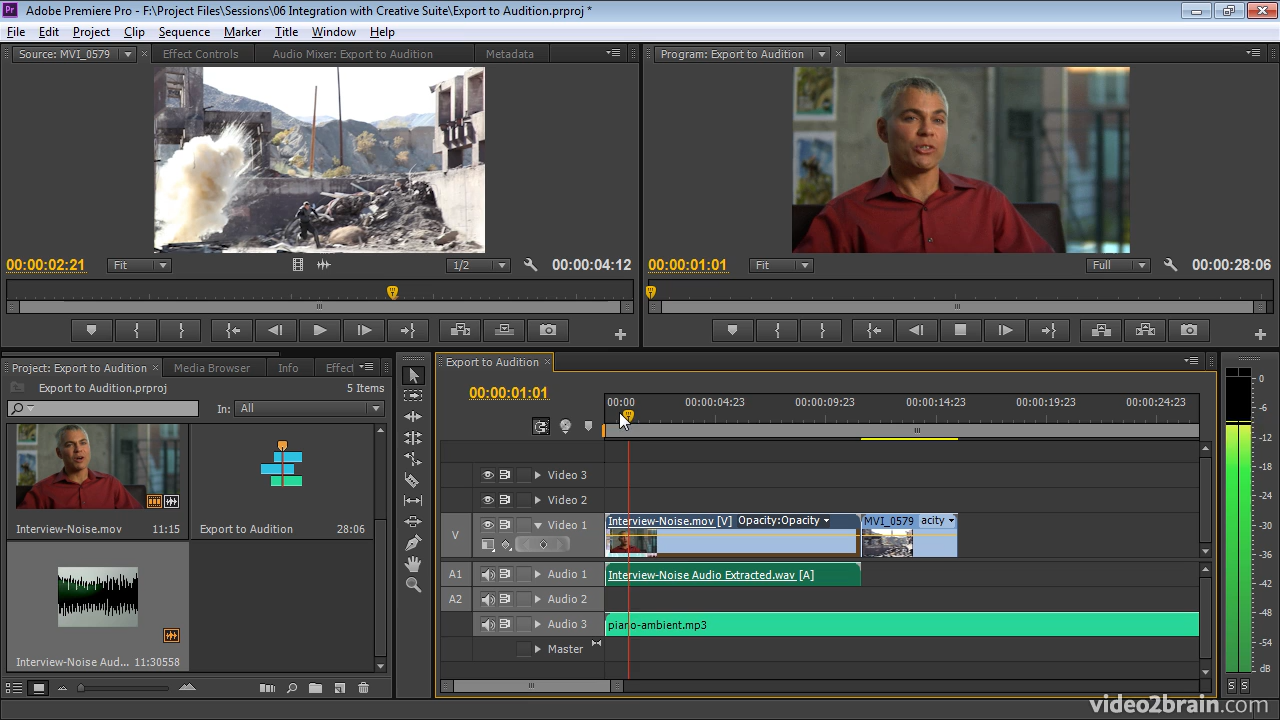 Adobe Premiere Pro - F:\Project Files\Sessions\06 Integration with Creative Suite\Export to Audition.prproj *
File Edit Project Clip Sequence Marker Title Window Help
Source: MVI_0579 Effect Controls Audio Mixer: Export to Audition Metadata
Program: Export to Audition
00:00:02:21 Fit 1/2 00:00:04:12
00:00:01:01 Fit Full 00:00:28:06
Project: Export to Audition Media Browser Info Effect
Export to Audition.prproj 5 Items
In: All
Interview-Noise.mov 11:15
Export to Audition 28:06
Interview-Noise Aud... 11:30558
Export to Audition
00:00:01:01
00:00 00:00:04:23 00:00:09:23 00:00:14:23 00:00:19:23 00:00:24:23
Video 3
Video 2
V Video 1 Interview-Noise.mov [V] Opacity:Opacity MVI_0579 acity
A1 Audio 1 Interview-Noise Audio Extracted.wav [A]
A2 Audio 2
Audio 3 piano-ambient.mp3
Master
0
-6
-12
-18
-24
-30
-36
-42
-48
-54
dB
S S
video2brain.com